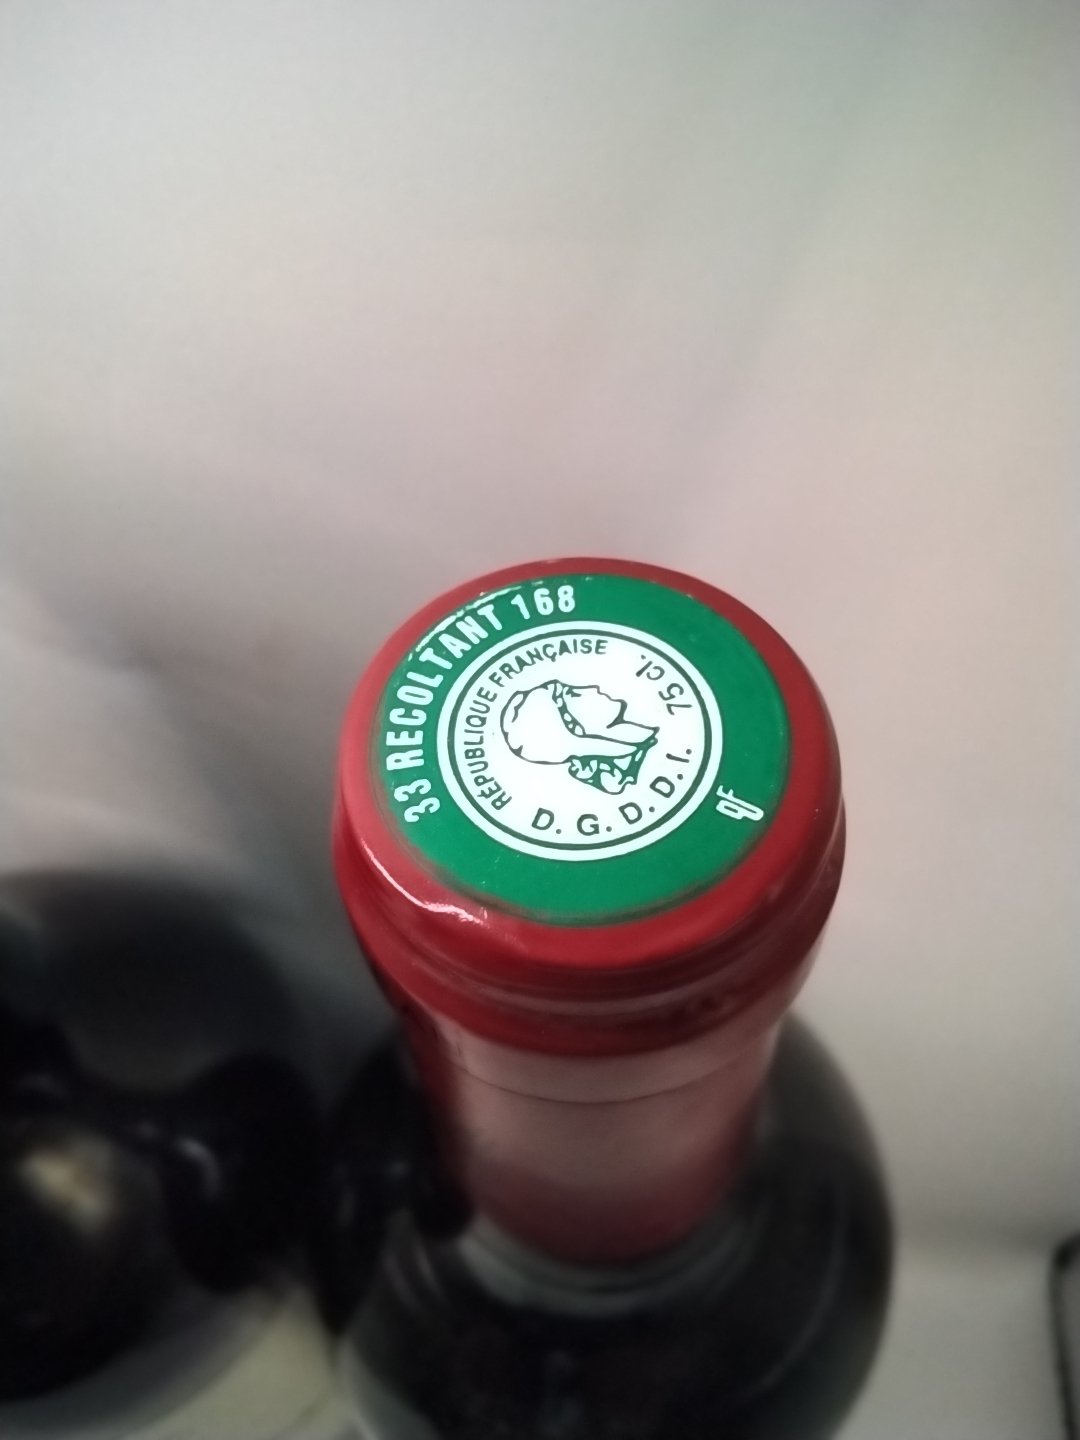 33 RECOLTANT 168
RÉPUBLIQUE FRANÇAISE
75 cl.
D. G. D. D. I.